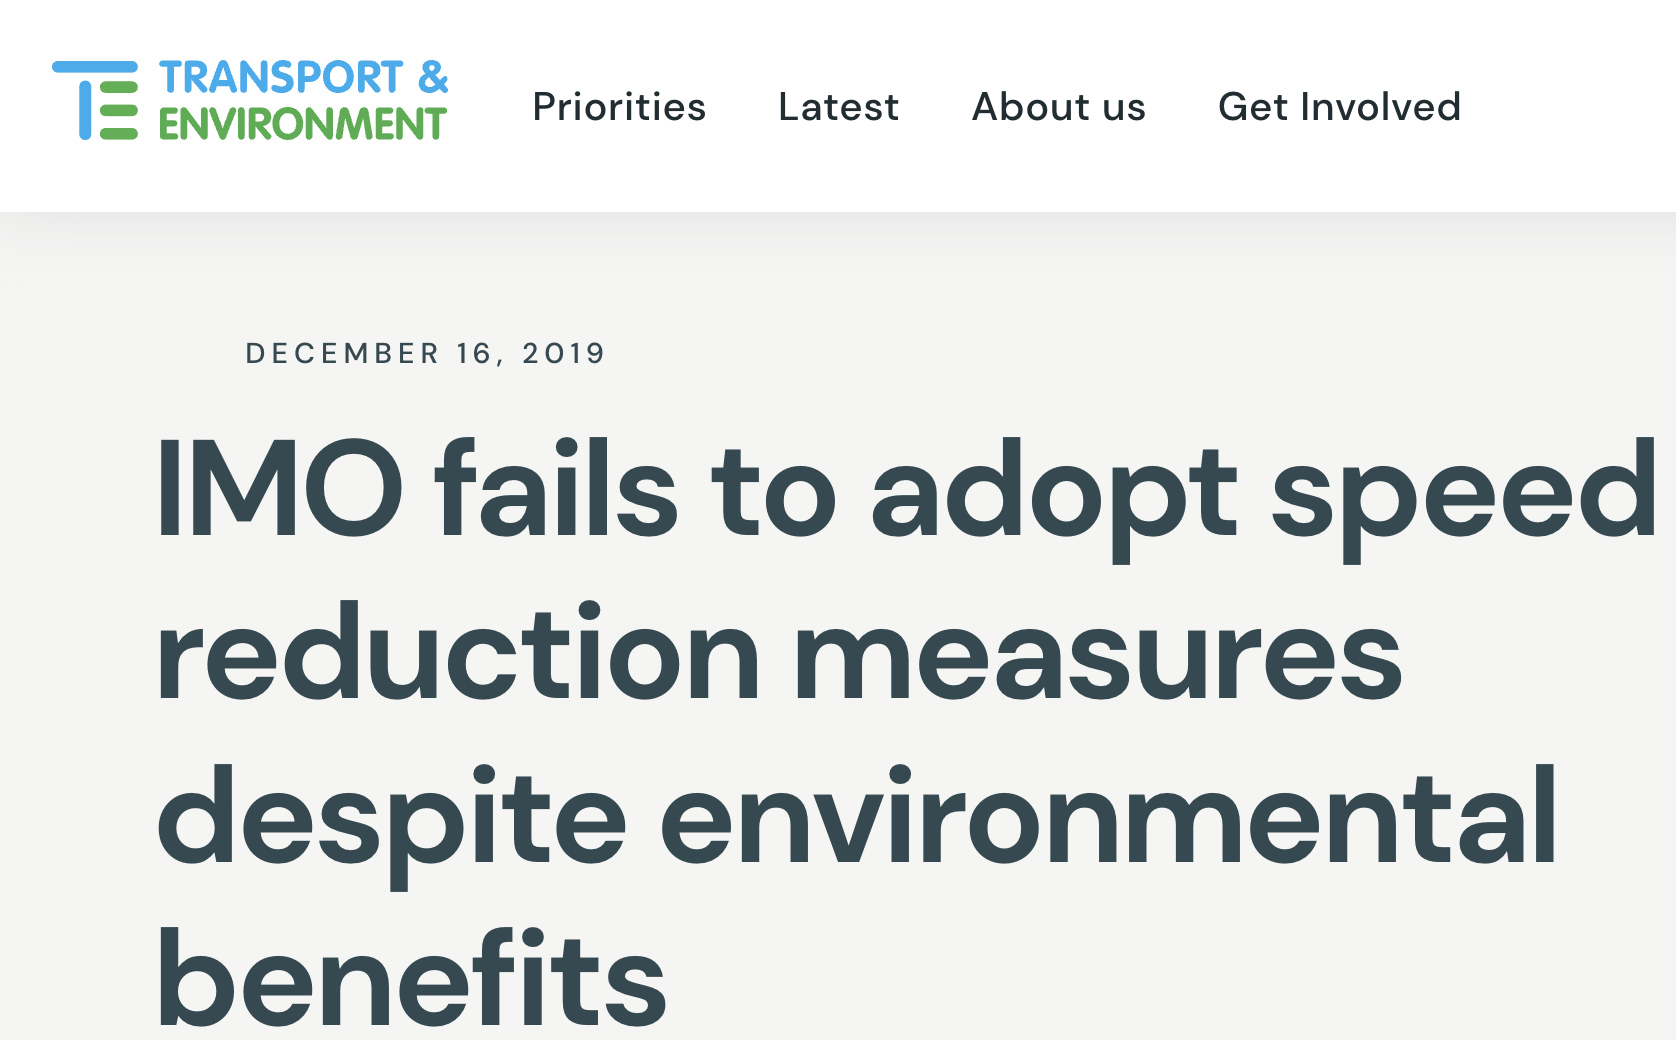 TRANSPORT &
ENVIRONMENT
Priorities Latest About us Get Involved
DECEMBER 16, 2019
IMO fails to adopt speed
reduction measures
despite environmental
benefits